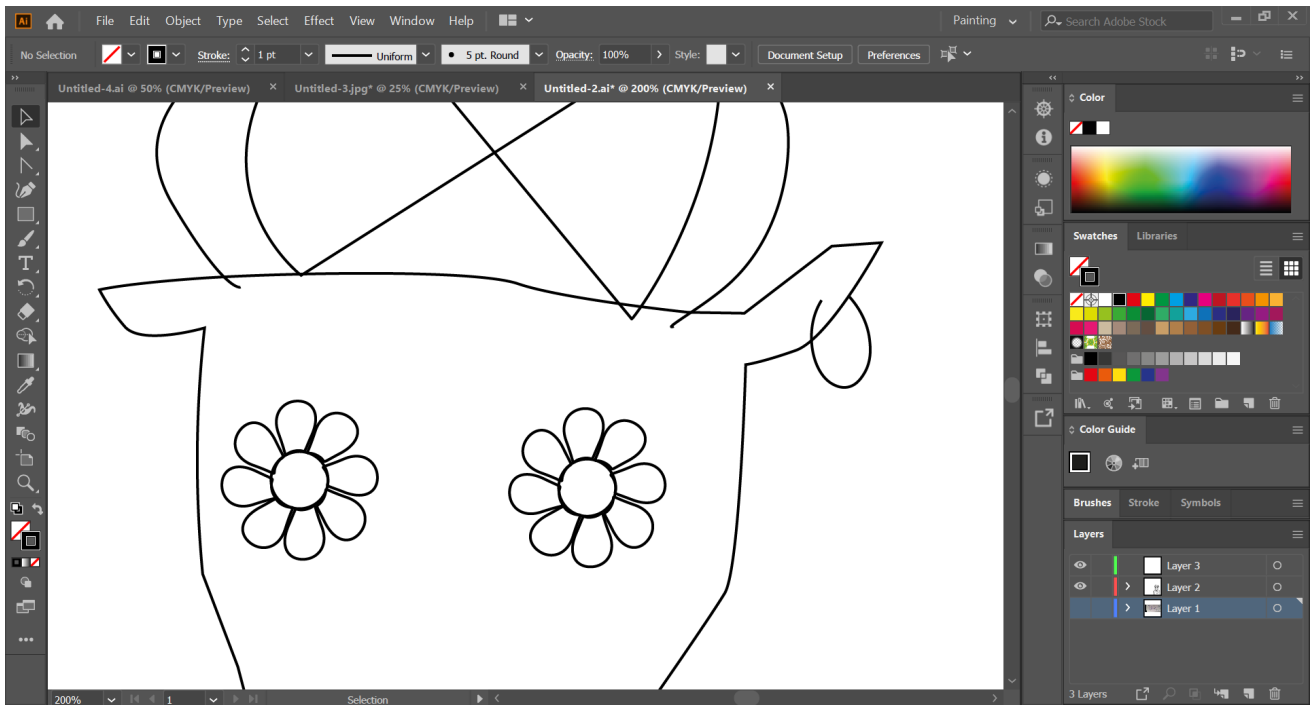 Ai File Edit Object Type Select Effect View Window Help Painting Search Adobe Stock
No Selection Stroke: 1 pt Uniform 5 pt. Round Opacity: 100% Style: Document Setup Preferences
Untitled-4.ai @ 50% (CMYK/Preview) × Untitled-3.jpg* @ 25% (CMYK/Preview) × Untitled-2.ai* @ 200% (CMYK/Preview) ×
Color
Swatches Libraries
Color Guide
Brushes Stroke Symbols
Layers
Layer 3
Layer 2
Layer 1
3 Layers
200% 1 Selection